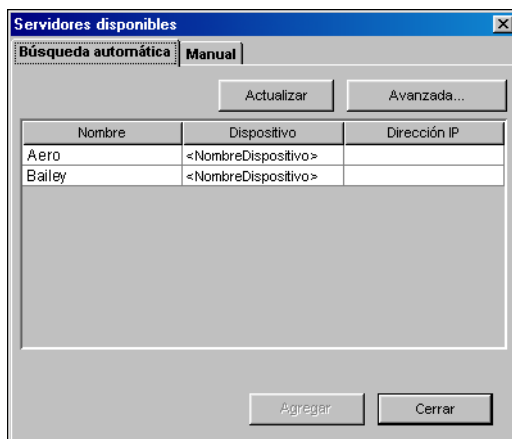 Servidores disponibles
Búsqueda automática Manual
Actualizar Avanzada...
Nombre Dispositivo Dirección IP
Aero <NombreDispositivo>
Bailey <NombreDispositivo>
Agregar Cerrar